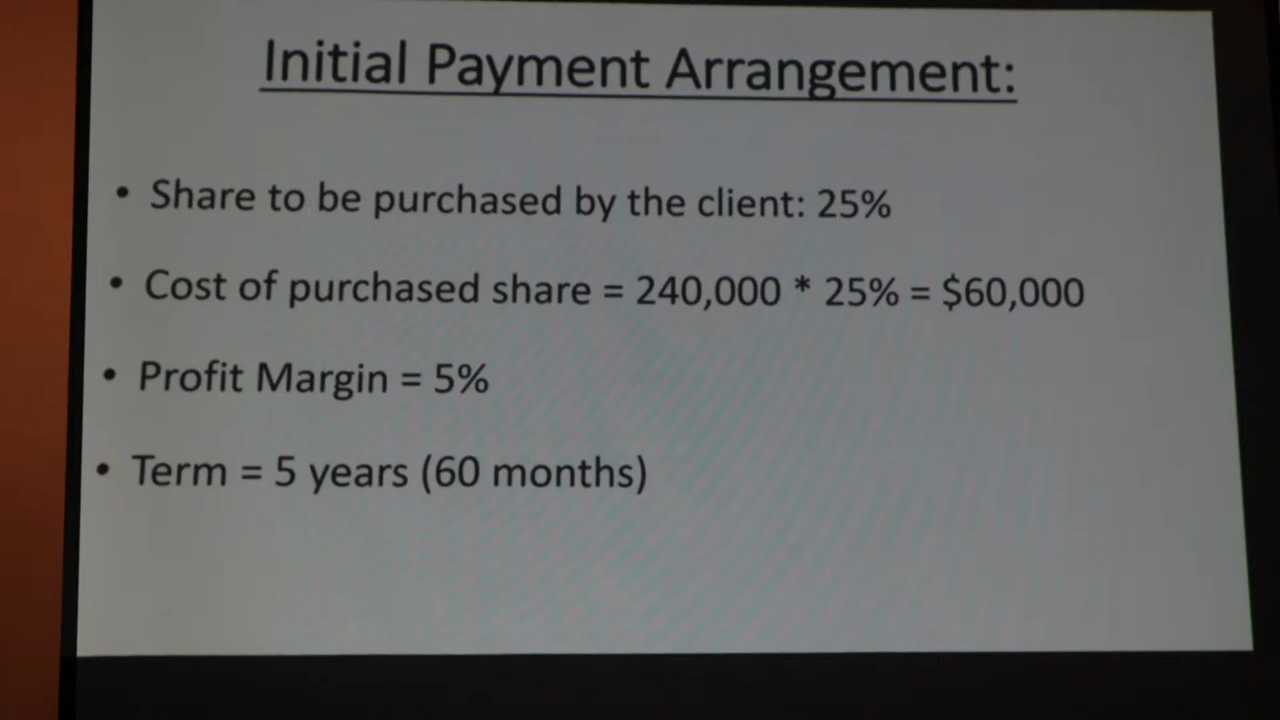 Initial Payment Arrangement:
• Share to be purchased by the client: 25%
• Cost of purchased share = 240,000 * 25% = $60,000
• Profit Margin = 5%
• Term = 5 years (60 months)